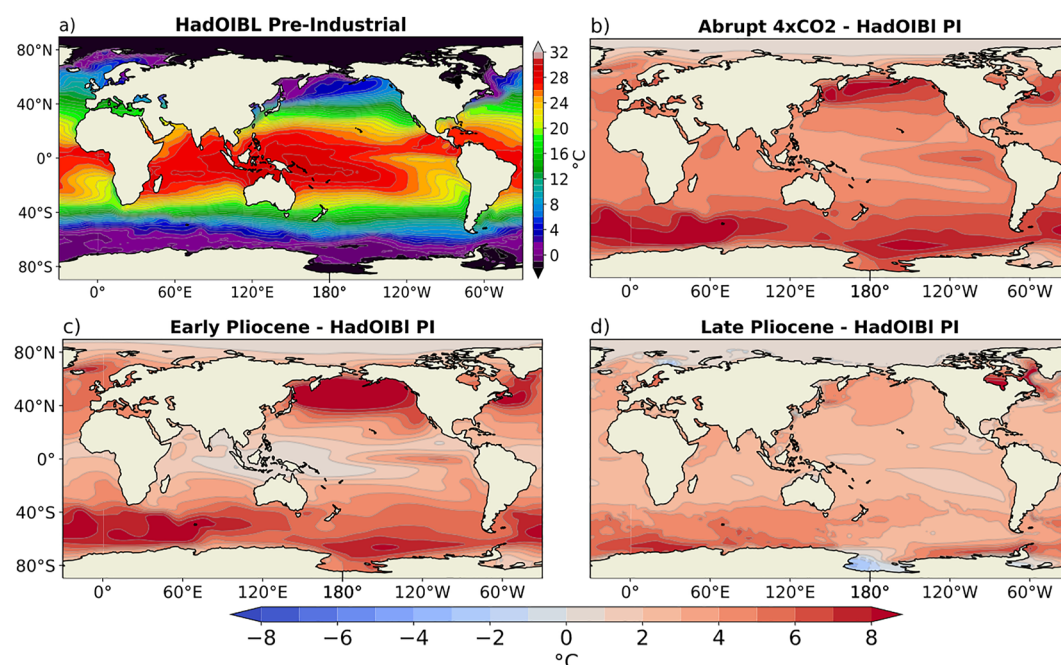 a) HadOIBL Pre-Industrial
80°N
40°N
0°
40°S
80°S
0° 60°E 120°E 180° 120°W 60°W
32
28
24
20
16
12
8
4
0
°C
b) Abrupt 4xCO2 - HadOIBl PI
0° 60°E 120°E 180° 120°W 60°W
c) Early Pliocene - HadOIBl PI
80°N
40°N
0°
40°S
80°S
0° 60°E 120°E 180° 120°W 60°W
d) Late Pliocene - HadOIBl PI
0° 60°E 120°E 180° 120°W 60°W
−8 −6 −4 −2 0 2 4 6 8
°C